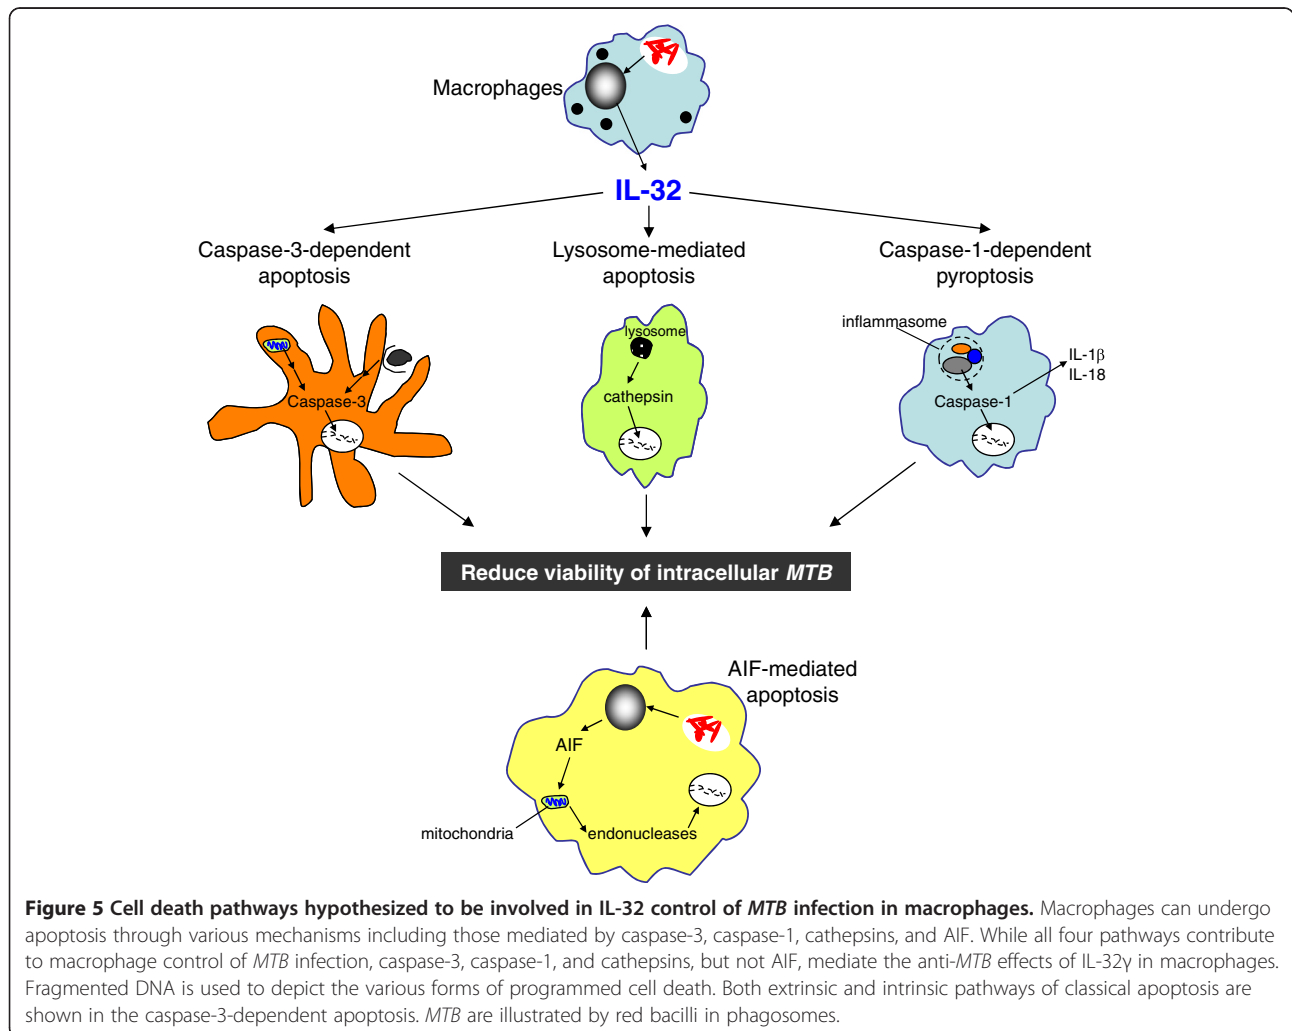 Macrophages
IL-32
Caspase-3-dependent
apoptosis
Lysosome-mediated
apoptosis
Caspase-1-dependent
pyroptosis
Caspase-3
lysosome
cathepsin
inflammasome
Caspase-1
IL-1β
IL-18
Reduce viability of intracellular MTB
AIF-mediated
apoptosis
AIF
mitochondria
endonucleases
Figure 5 Cell death pathways hypothesized to be involved in IL-32 control of MTB infection in macrophages. Macrophages can undergo
apoptosis through various mechanisms including those mediated by caspase-3, caspase-1, cathepsins, and AIF. While all four pathways contribute
to macrophage control of MTB infection, caspase-3, caspase-1, and cathepsins, but not AIF, mediate the anti-MTB effects of IL-32γ in macrophages.
Fragmented DNA is used to depict the various forms of programmed cell death. Both extrinsic and intrinsic pathways of classical apoptosis are
shown in the caspase-3-dependent apoptosis. MTB are illustrated by red bacilli in phagosomes.